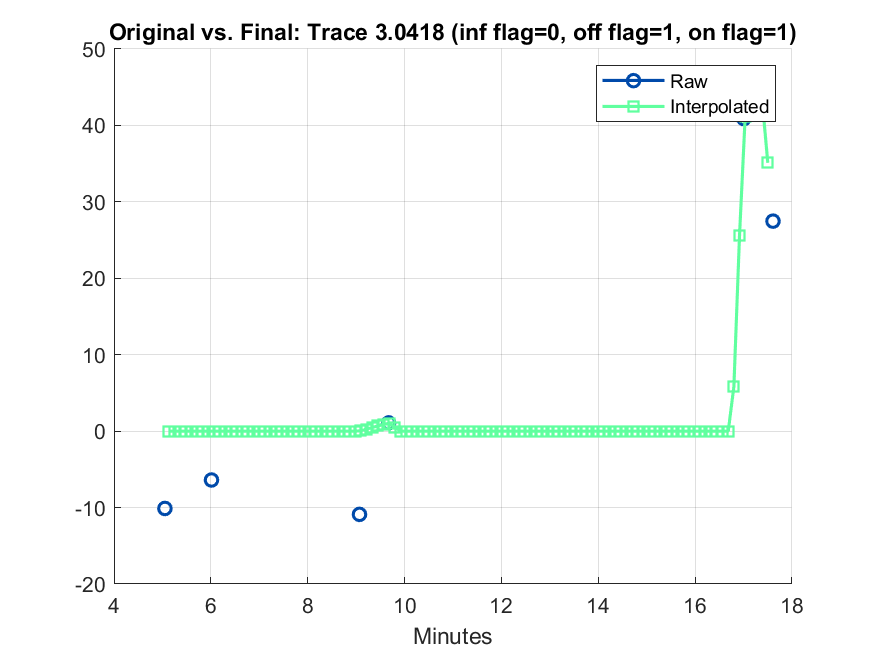 Original vs. Final: Trace 3.0418 (inf flag=0, off flag=1, on flag=1)
50
40
30
20
10
0
-10
-20
Raw
Interpolated
4 6 8 10 12 14 16 18
Minutes